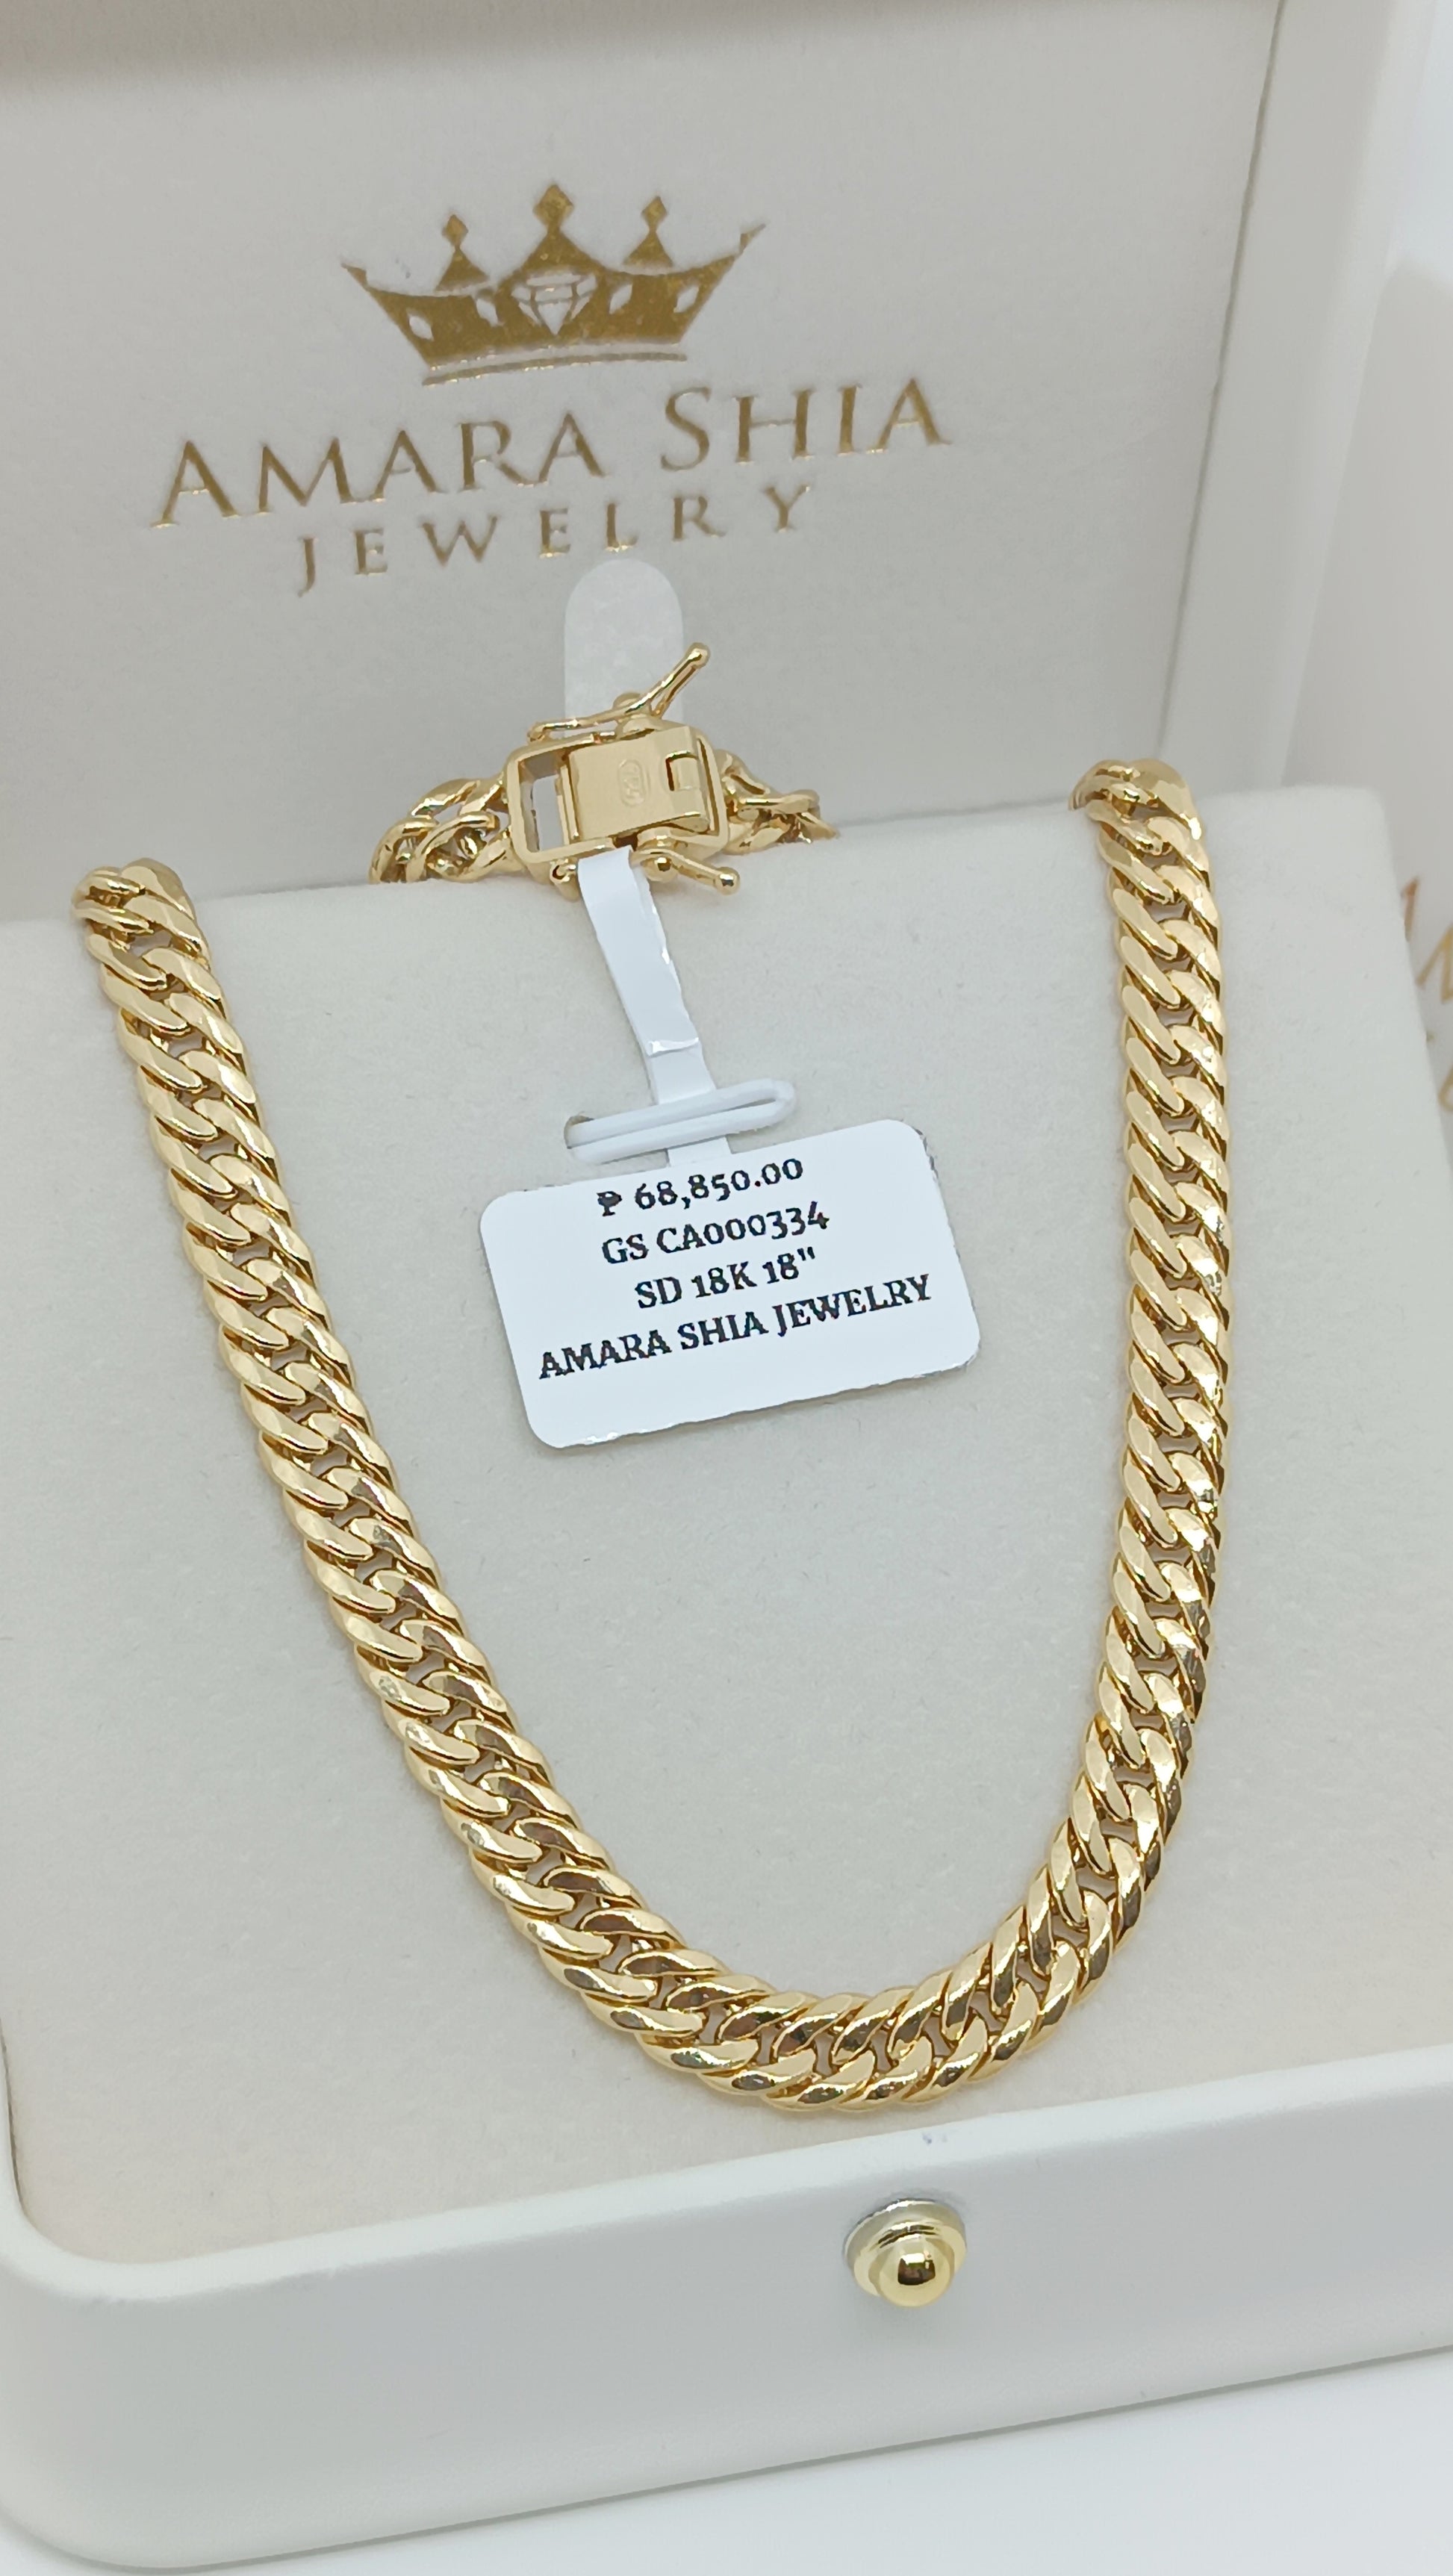 AMARA SHIA
JEWELRY
₱ 68,850.00
GS CA000334
SD 18K 18"
AMARA SHIA JEWELRY